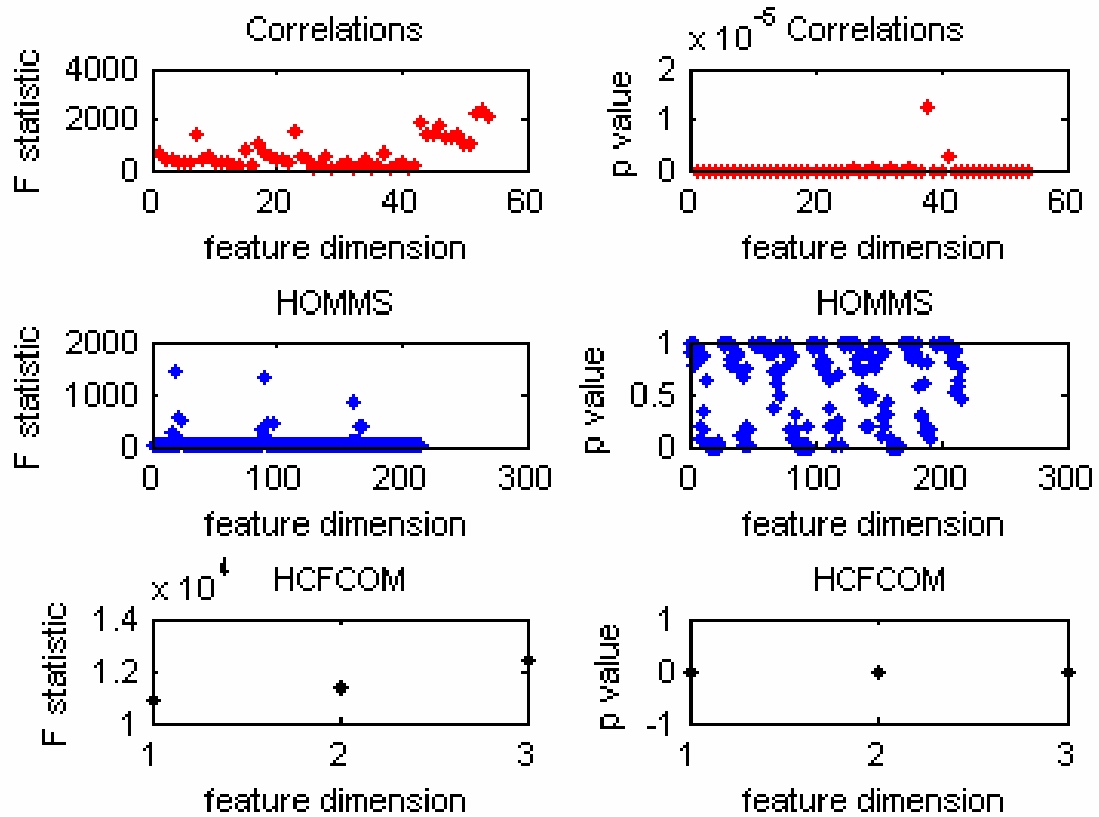 Correlations
F statistic
4000
2000
0
0 20 40 60
feature dimension
x 10^-5 Correlations
p value
2
1
0
0 20 40 60
feature dimension
HOMMS
F statistic
2000
1000
0
0 100 200 300
feature dimension
HOMMS
p value
1
0.5
0
0 100 200 300
feature dimension
x 10^4 HCFCOM
F statistic
1.4
1.2
1
1 2 3
feature dimension
HCFCOM
p value
1
0
-1
1 2 3
feature dimension